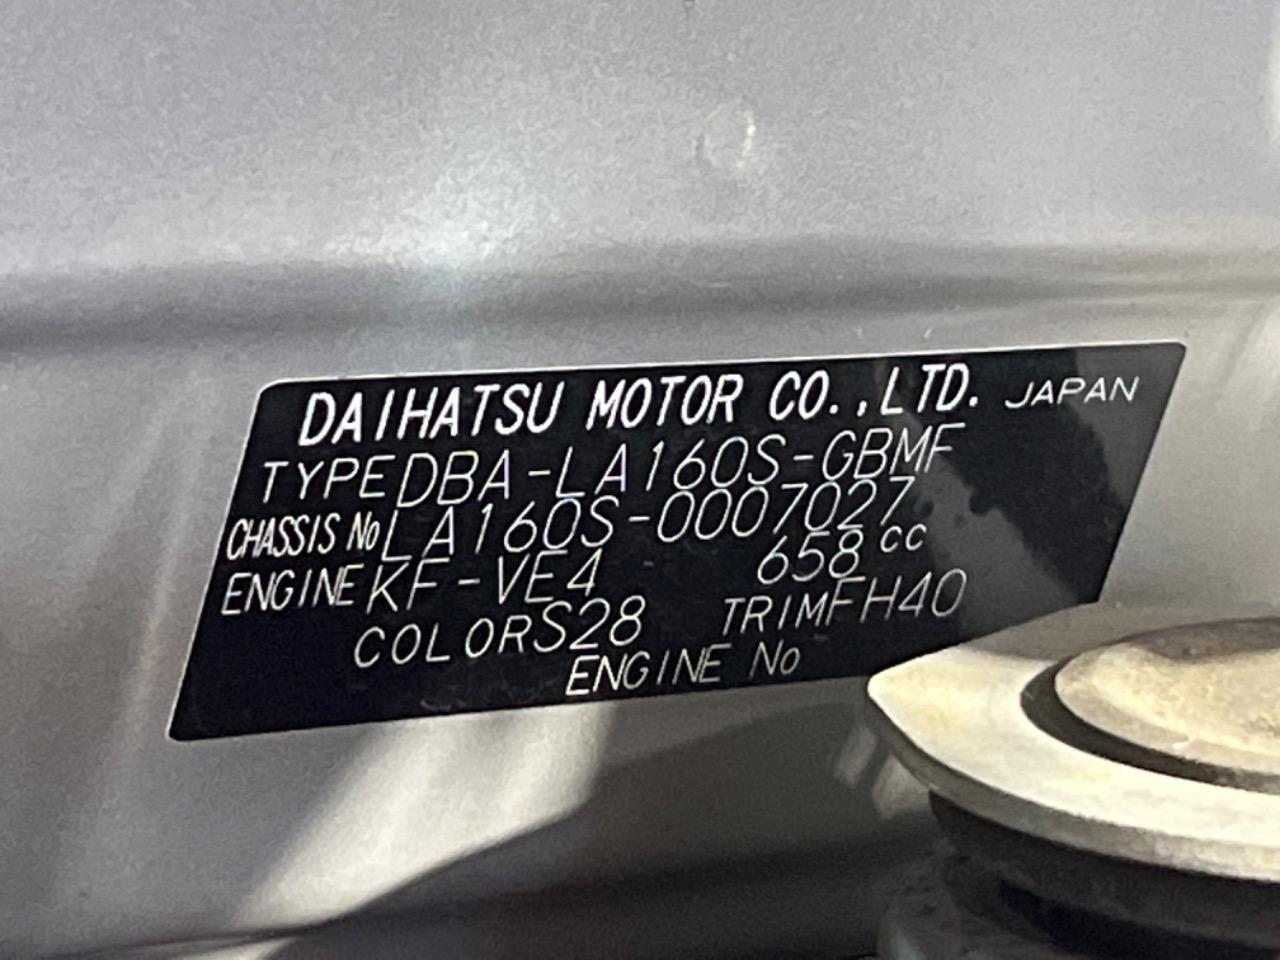 DAIHATSU MOTOR CO.,LTD. JAPAN
TYPE DBA-LA160S-GBMF
CHASSIS No LA160S-0007027
ENGINE KF-VE4 658 cc
COLOR S28 TRIM FH40
ENGINE No